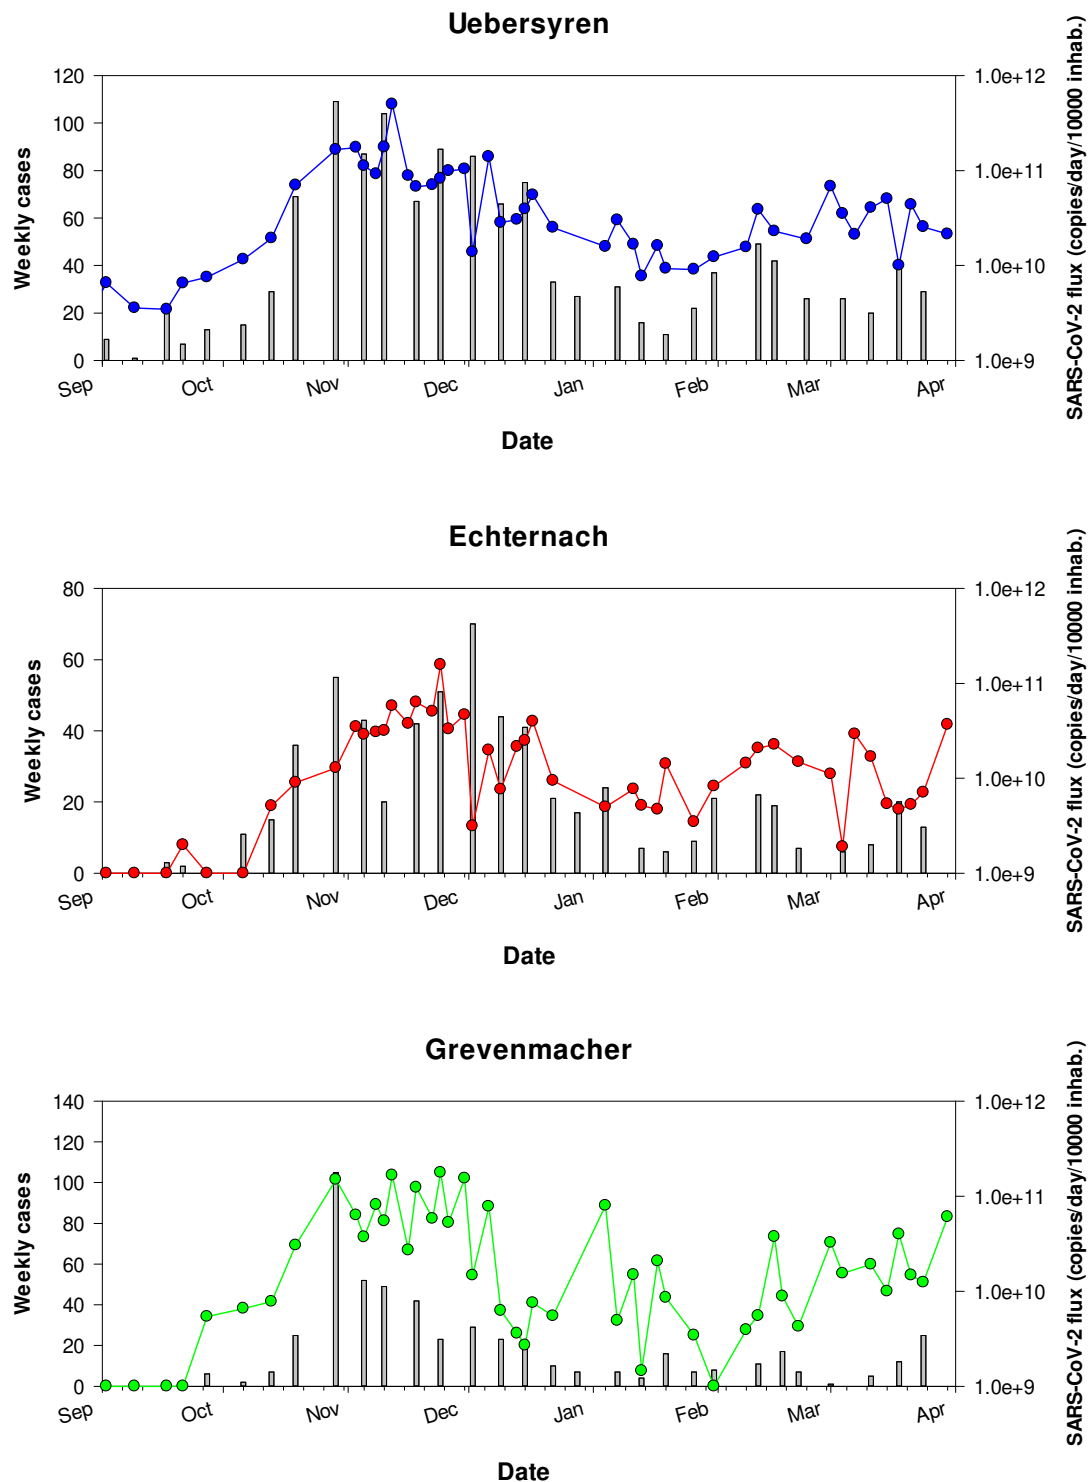 Uebersyren
Weekly cases
120
100
80
60
40
20
0
1.0e+12
1.0e+11
1.0e+10
1.0e+9
SARS-CoV-2 flux (copies/day/10000 inhab.)
Sep Oct Nov Dec Jan Feb Mar Apr
Date
Echternach
Weekly cases
80
60
40
20
0
1.0e+12
1.0e+11
1.0e+10
1.0e+9
SARS-CoV-2 flux (copies/day/10000 inhab.)
Sep Oct Nov Dec Jan Feb Mar Apr
Date
Grevenmacher
Weekly cases
140
120
100
80
60
40
20
0
1.0e+12
1.0e+11
1.0e+10
1.0e+9
SARS-CoV-2 flux (copies/day/10000 inhab.)
Sep Oct Nov Dec Jan Feb Mar Apr
Date